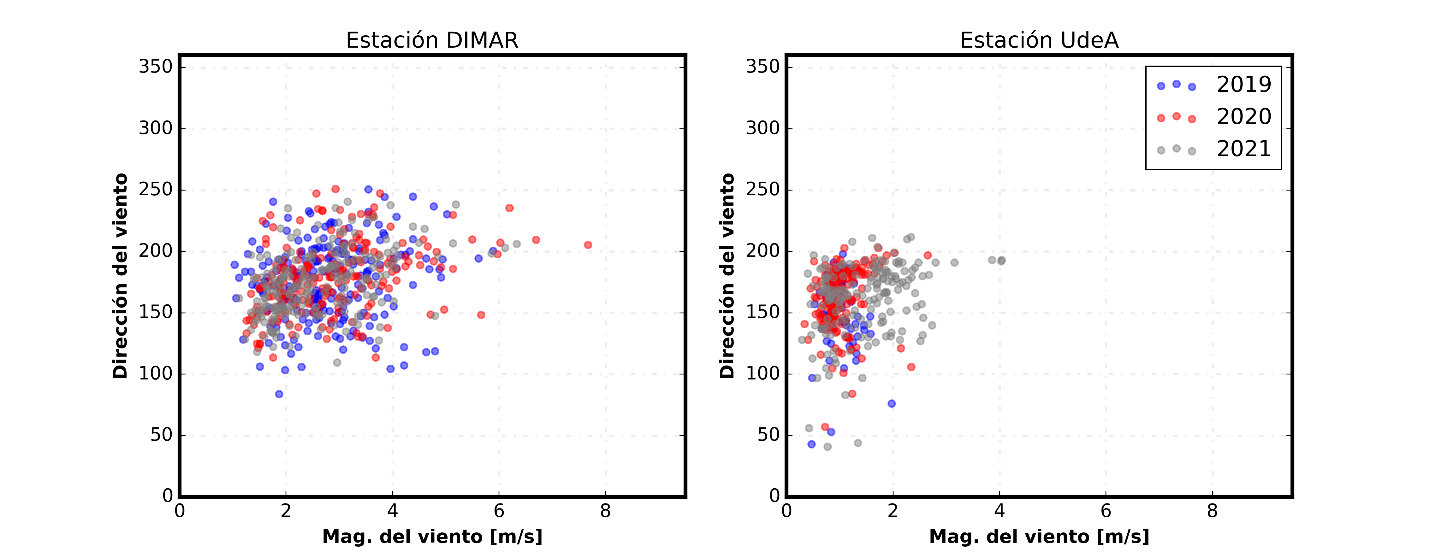 Estación DIMAR
350
300
250
200
150
100
50
0
0 2 4 6 8
Dirección del viento
Mag. del viento [m/s]
Estación UdeA
350
300
250
200
150
100
50
0
0 2 4 6 8
Dirección del viento
Mag. del viento [m/s]
2019
2020
2021